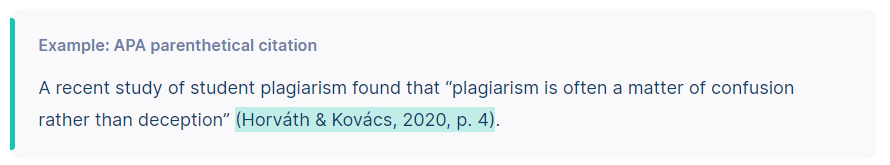 Example: APA parenthetical citation
A recent study of student plagiarism found that “plagiarism is often a matter of confusion
rather than deception” (Horváth & Kovács, 2020, p. 4).